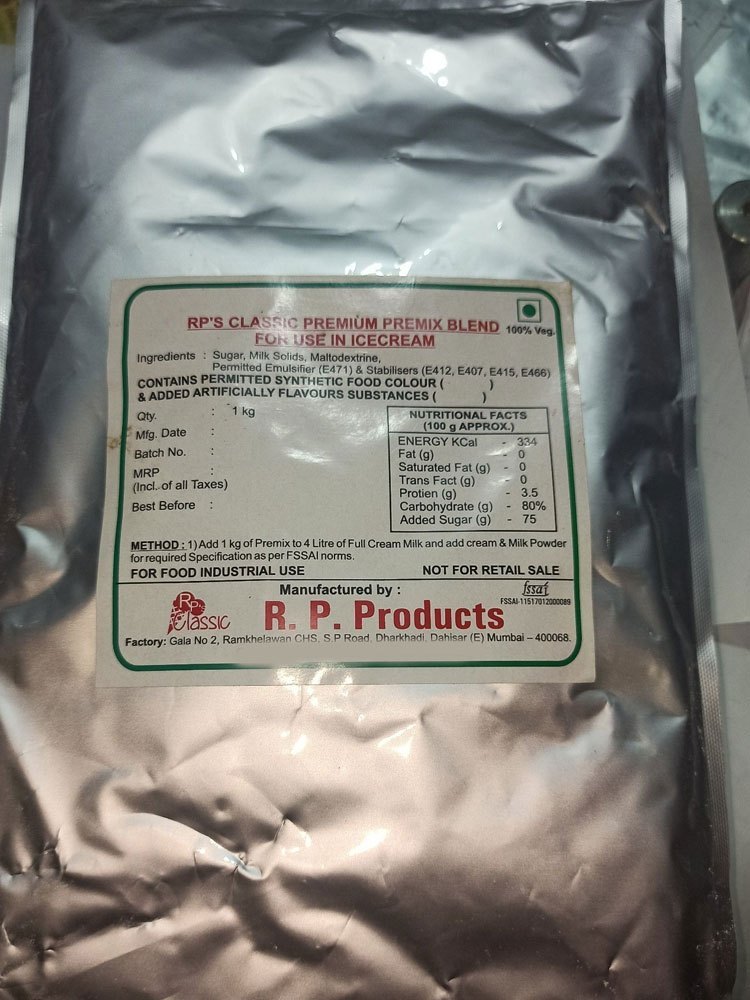 RP'S CLASSIC PREMIUM PREMIX BLEND
FOR USE IN ICECREAM
100% Veg.
Ingredients : Sugar, Milk Solids, Maltodextrine,
Permitted Emulsifier (E471) & Stabilisers (E412, E407, E415, E466)
CONTAINS PERMITTED SYNTHETIC FOOD COLOUR ( )
& ADDED ARTIFICIALLY FLAVOURS SUBSTANCES ( )
Qty. : 1 kg
Mfg. Date :
Batch No. :
MRP :
(Incl. of all Taxes)
Best Before :
NUTRITIONAL FACTS
(100 g APPROX.)
ENERGY KCal - 334
Fat (g) - 0
Saturated Fat (g) - 0
Trans Fact (g) - 0
Protien (g) - 3.5
Carbohydrate (g) - 80%
Added Sugar (g) - 75
METHOD : 1) Add 1 kg of Premix to 4 Litre of Full Cream Milk and add cream & Milk Powder
for required Specification as per FSSAI norms.
FOR FOOD INDUSTRIAL USE NOT FOR RETAIL SALE
Manufactured by :
fssai
FSSAI-11517012000089
RP's
Classic
R. P. Products
Factory: Gala No 2, Ramkhelawan CHS, S.P Road, Dharkhadi, Dahisar (E) Mumbai – 400068.